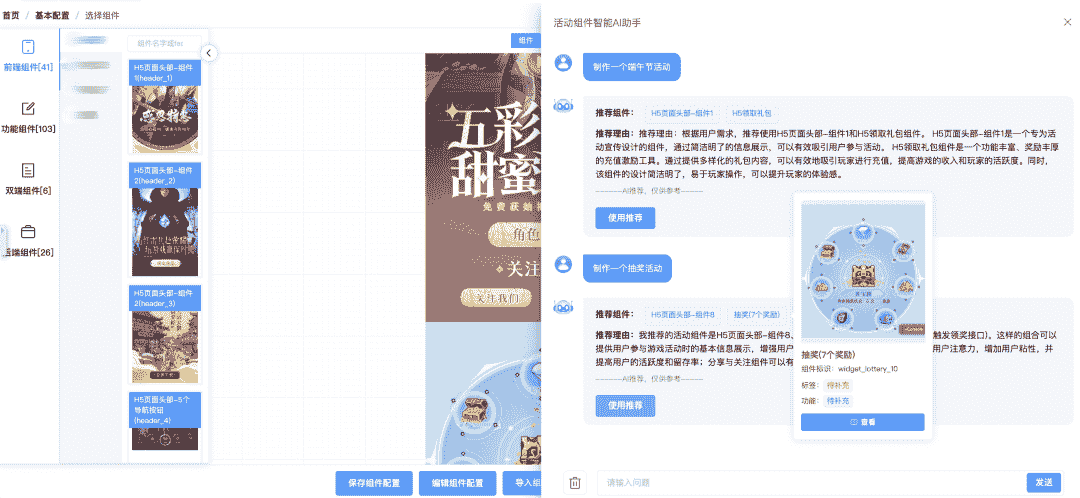 首页 / 基本配置 / 选择组件
前端组件[41]
功能组件[103]
双端组件[6]
后端组件[26]
组件名字或tag
H5页面头部-组件
1(header_1)
H5页面头部-组件
2(header_2)
H5页面头部-组件
2(header_3)
H5页面头部-5个
导航按钮
(header_4)
组件
五彩
甜蜜
免费获始
角色
关注
关注我们
保存组件配置
编辑组件配置
导入组
活动组件智能AI助手
制作一个端午节活动
推荐组件： H5页面头部-组件1 H5领取礼包
推荐理由：推荐理由：根据用户需求，推荐使用H5页面头部-组件1和H5领取礼包组件。 H5页面头部-组件1是一个专为活
动宣传设计的组件，通过简洁明了的信息展示，可以有效吸引用户参与活动。 H5领取礼包组件是一个功能丰富、奖励丰厚
的充值激励工具。通过提供多样化的礼包内容，可以有效地吸引玩家进行充值，提高游戏的收入和玩家的活跃度。同时，
该组件的设计简洁明了，易于玩家操作，可以提升玩家的体验感。
-------AI推荐，仅供参考-------
使用推荐
制作一个抽奖活动
推荐组件： H5页面头部-组件8 抽奖(7个奖励)
推荐理由：我推荐的活动组件是H5页面头部-组件8、
触发领奖接口)。这样的组合可以
提供用户参与游戏活动时的基本信息展示，增强用户
用户注意力，增加用户粘性，并
提高用户的活跃度和留存率；分享与关注组件可以有
-------AI推荐，仅供参考-------
使用推荐
抽奖(7个奖励)
组件标识：widget_lottery_10
标签： 待补充
功能： 待补充
查看
请输入问题
发送